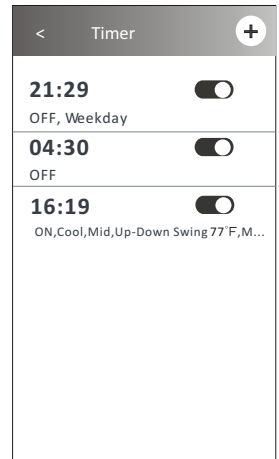 < Timer +
21:29
OFF, Weekday
04:30
OFF
16:19
ON,Cool,Mid,Up-Down Swing 77°F,M...